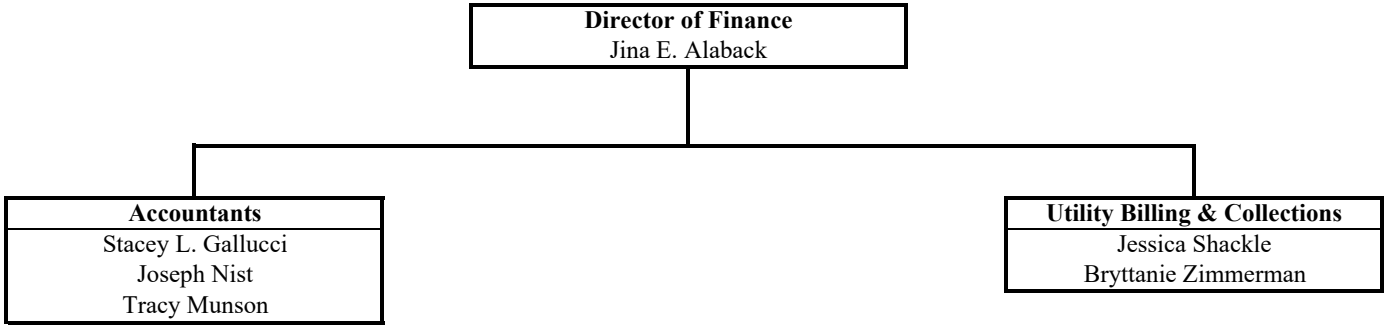 Director of Finance
Jina E. Alaback
Accountants
Stacey L. Gallucci
Joseph Nist
Tracy Munson
Utility Billing & Collections
Jessica Shackle
Bryttanie Zimmerman